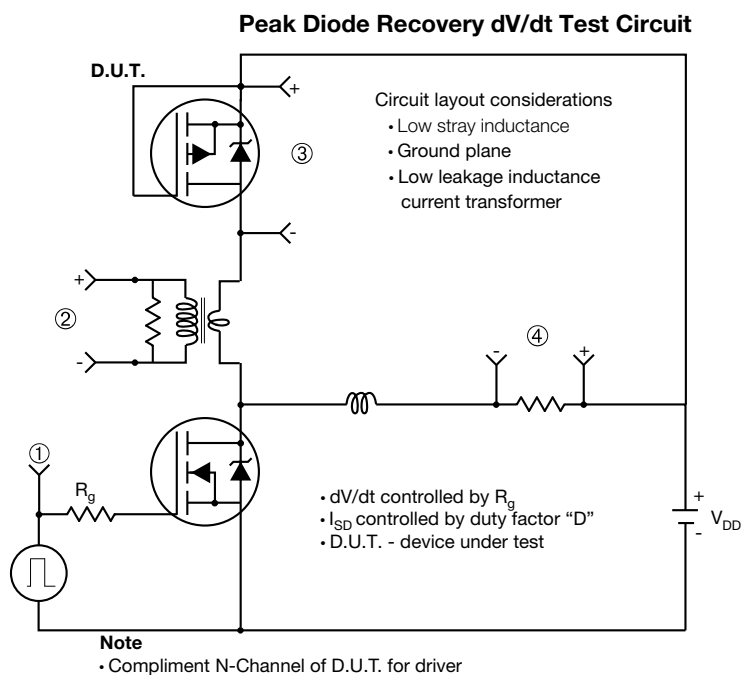 Peak Diode Recovery dV/dt Test Circuit
D.U.T.
+
Circuit layout considerations
• Low stray inductance
③
• Ground plane
• Low leakage inductance
current transformer
-
+
②
-
-
④
+
①
Rg
• dV/dt controlled by Rg
• ISD controlled by duty factor “D”
• D.U.T. - device under test
+
VDD
-
Note
• Compliment N-Channel of D.U.T. for driver